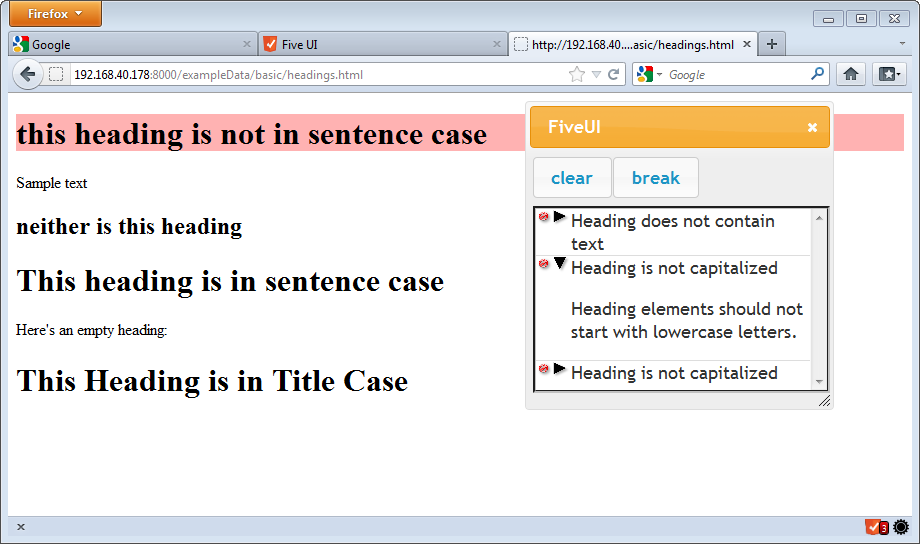 Firefox
Google
Five UI
http://192.168.40....asic/headings.html
192.168.40.178:8000/exampleData/basic/headings.html
Google
this heading is not in sentence case
Sample text
neither is this heading
This heading is in sentence case
Here's an empty heading:
This Heading is in Title Case
FiveUI
clear
break
Heading does not contain
text
Heading is not capitalized
Heading elements should not
start with lowercase letters.
Heading is not capitalized
3